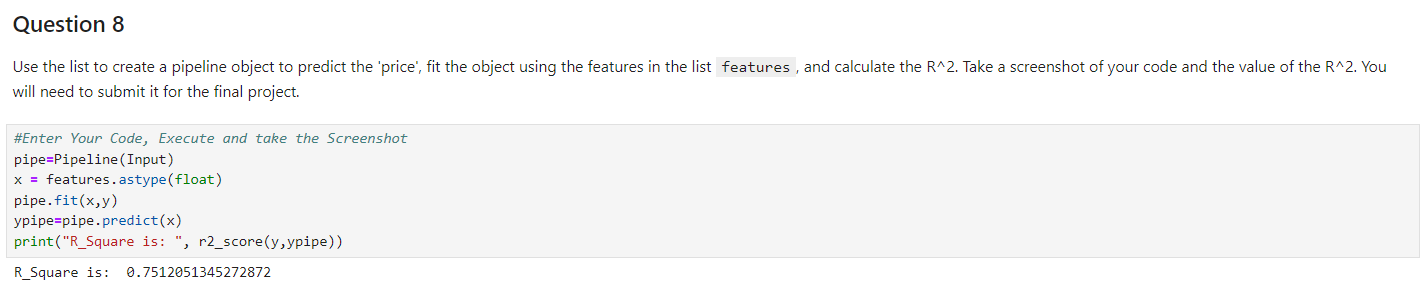 Question 8
Use the list to create a pipeline object to predict the 'price', fit the object using the features in the list features , and calculate the R^2. Take a screenshot of your code and the value of the R^2. You
will need to submit it for the final project.
#Enter Your Code, Execute and take the Screenshot
pipe=Pipeline(Input)
x = features.astype(float)
pipe.fit(x,y)
ypipe=pipe.predict(x)
print("R_Square is: ", r2_score(y,ypipe))
R_Square is:  0.7512051345272872